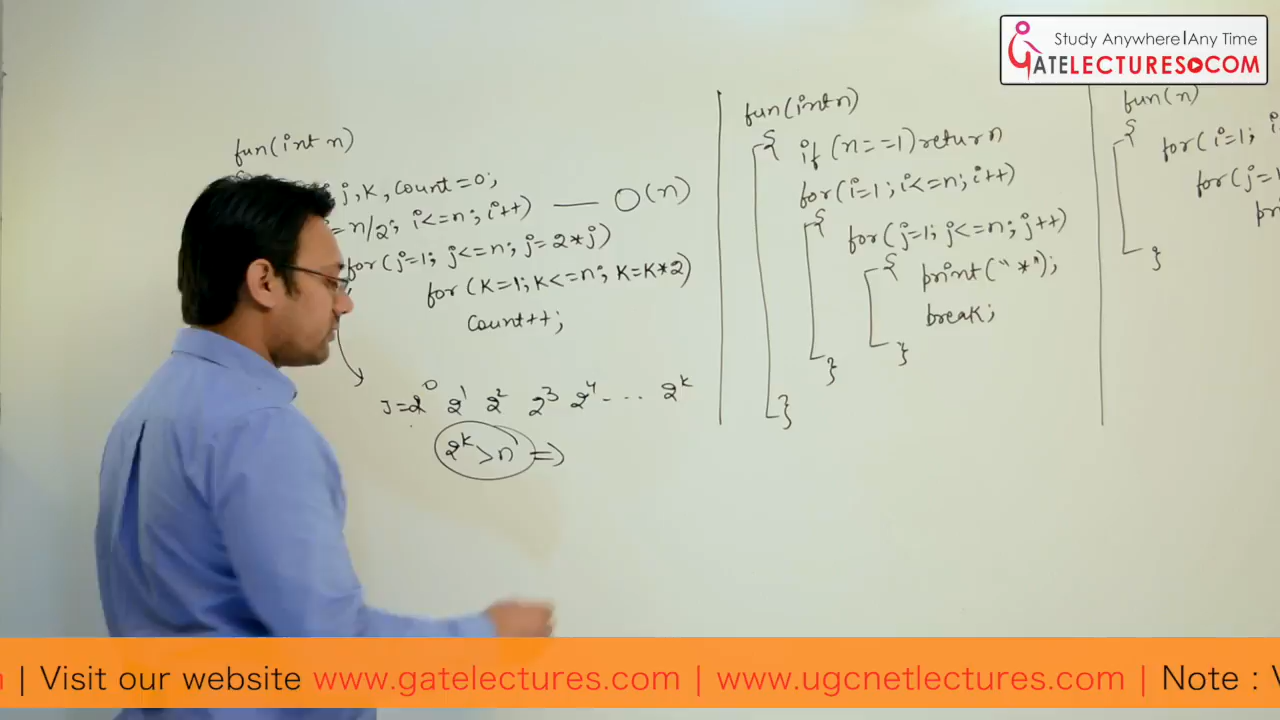 Study Anywhere | Any Time
GATELECTURES.COM
fun(int n)
j, k, count=0;
= n/2; i<=n; i++) — O(n)
for(j=1; j<=n; j=2*j)
for (k=1; k<=n; k=k*2)
count++;
J=2^0 2^1 2^2 2^3 2^4 - ... 2^k
2^k > n =>
fun(int n)
{
if (n==1) return
for(i=1; i<=n; i++)
{
for(j=1; j<=n; j++)
{
print("*");
break;
}
}
}
fun(n)
{
for(i=1; i
for(j=1
}
| Visit our website www.gatelectures.com | www.ugcnetlectures.com | Note :